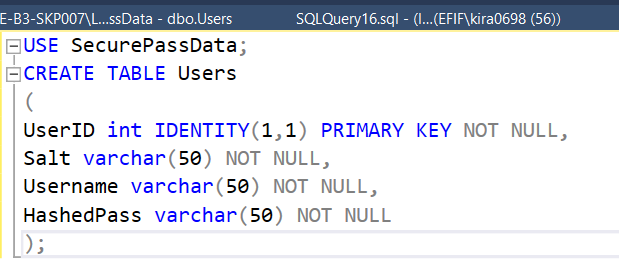 E-B3-SKP007\L...ssData - dbo.Users SQLQuery16.sql - (l...(EFIF\kira0698 (56))
USE SecurePassData;
CREATE TABLE Users
(
UserID int IDENTITY(1,1) PRIMARY KEY NOT NULL,
Salt varchar(50) NOT NULL,
Username varchar(50) NOT NULL,
HashedPass varchar(50) NOT NULL
);